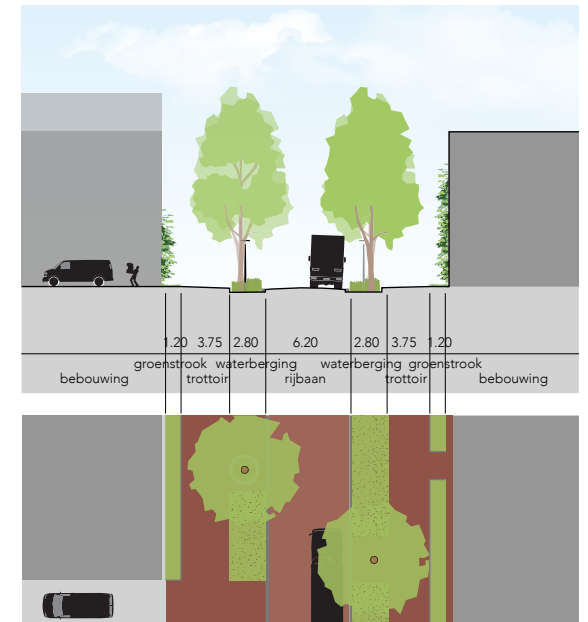 1.20 3.75 2.80 6.20 2.80 3.75 1.20
groenstrook waterberging waterberging groenstrook
bebouwing trottoir rijbaan trottoir bebouwing